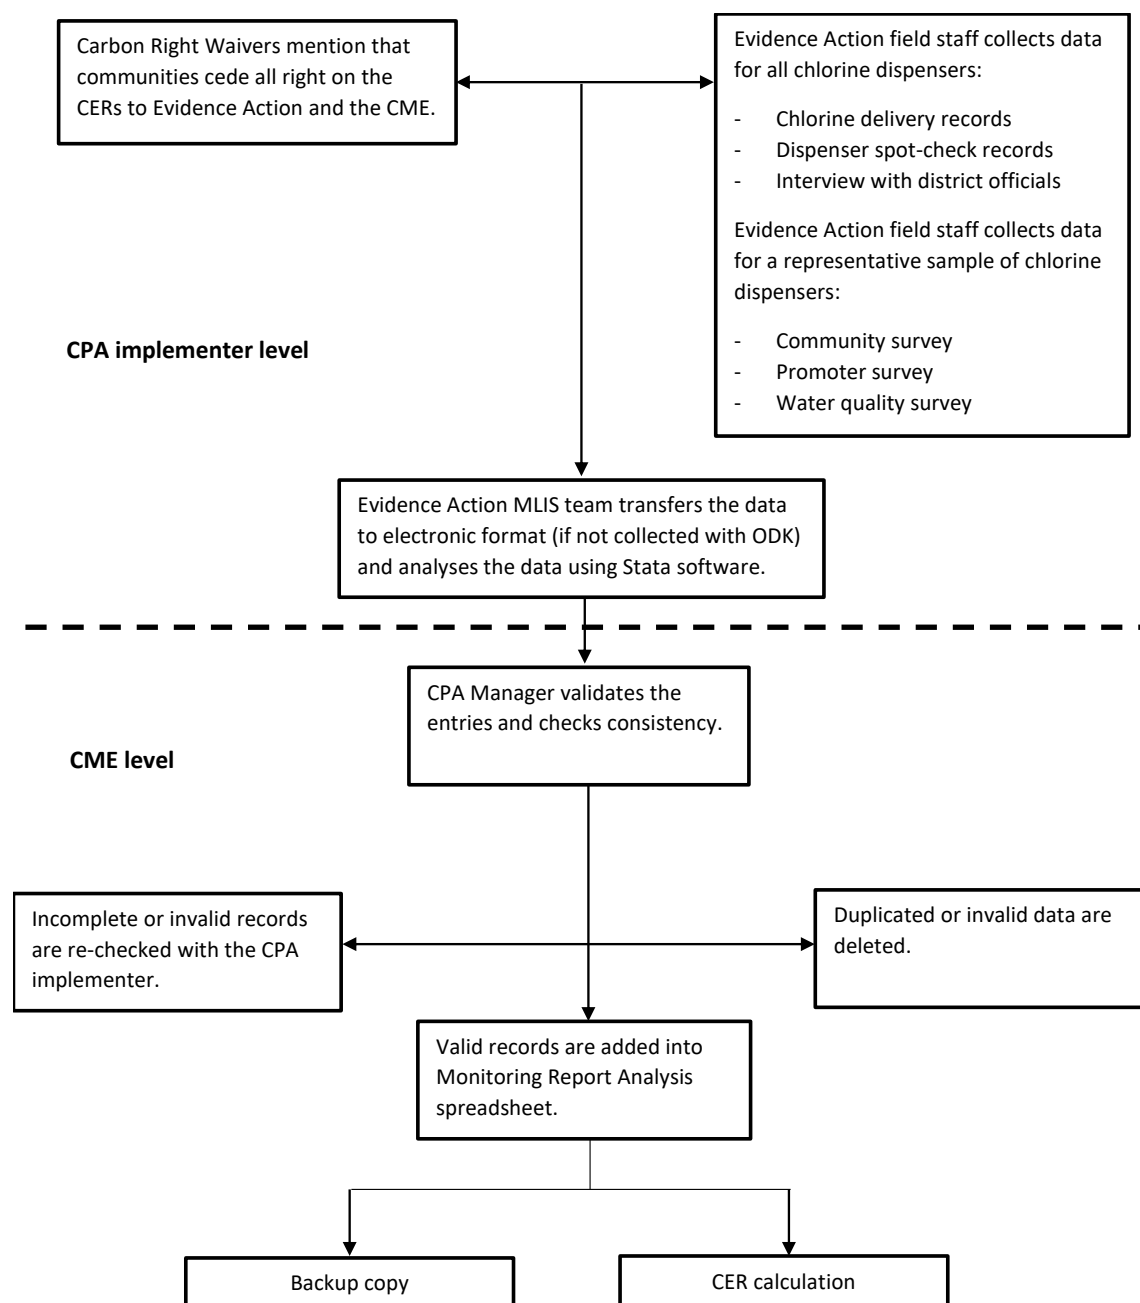 Carbon Right Waivers mention that
communities cede all right on the
CERs to Evidence Action and the CME.
Evidence Action field staff collects data
for all chlorine dispensers:
- Chlorine delivery records
- Dispenser spot-check records
- Interview with district officials
Evidence Action field staff collects data
for a representative sample of chlorine
dispensers:
- Community survey
- Promoter survey
- Water quality survey
CPA implementer level
Evidence Action MLIS team transfers the data
to electronic format (if not collected with ODK)
and analyses the data using Stata software.
CPA Manager validates the
entries and checks consistency.
CME level
Incomplete or invalid records
are re-checked with the CPA
implementer.
Duplicated or invalid data are
deleted.
Valid records are added into
Monitoring Report Analysis
spreadsheet.
Backup copy
CER calculation